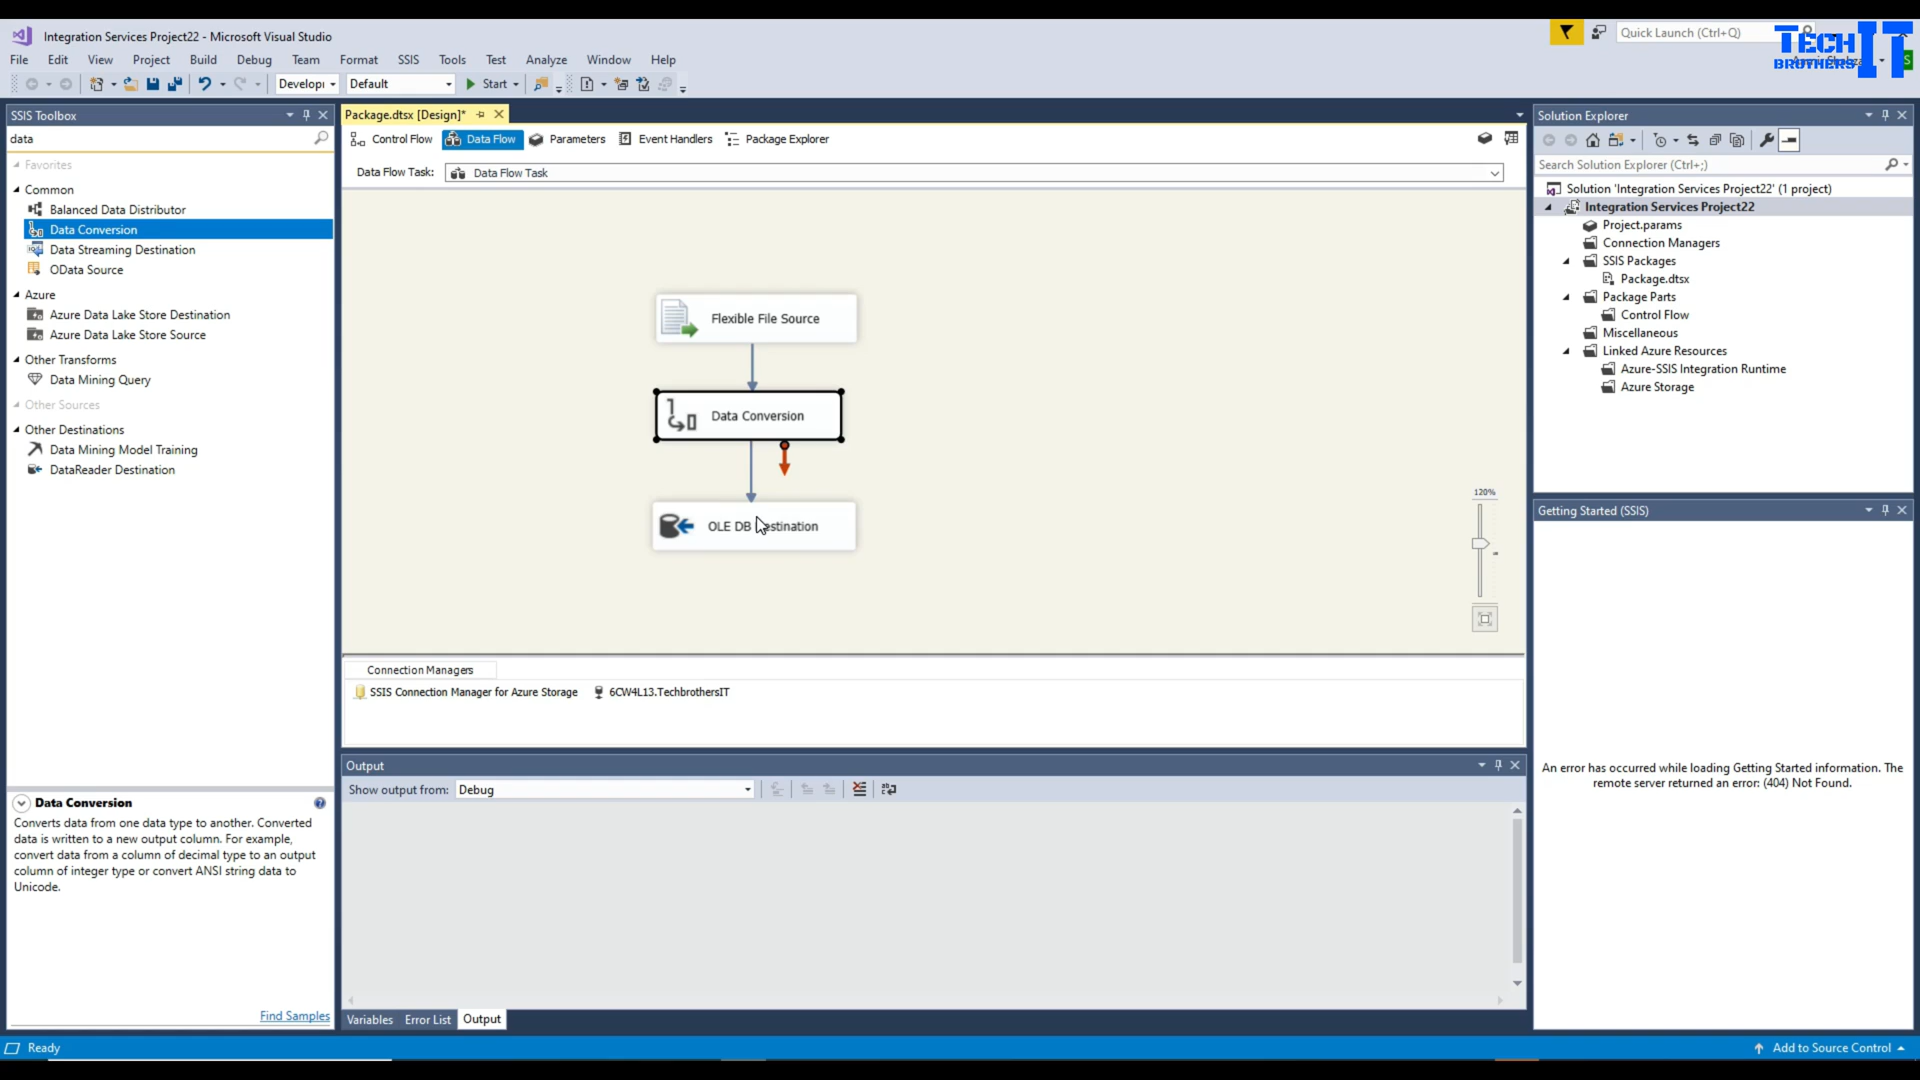 Integration Services Project22 - Microsoft Visual Studio
Quick Launch (Ctrl+Q)
TECH IT
BROTHERS
File Edit View Project Build Debug Team Format SSIS Tools Test Analyze Window Help
Developi Default Start
SSIS Toolbox
data
Favorites
Common
Balanced Data Distributor
Data Conversion
Data Streaming Destination
OData Source
Azure
Azure Data Lake Store Destination
Azure Data Lake Store Source
Other Transforms
Data Mining Query
Other Sources
Other Destinations
Data Mining Model Training
DataReader Destination
Data Conversion
Converts data from one data type to another. Converted
data is written to a new output column. For example,
convert data from a column of decimal type to an output
column of integer type or convert ANSI string data to
Unicode.
Find Samples
Package.dtsx [Design]*
Control Flow Data Flow Parameters Event Handlers Package Explorer
Data Flow Task: Data Flow Task
Flexible File Source
Data Conversion
OLE DB Destination
120%
Connection Managers
SSIS Connection Manager for Azure Storage 6CW4L13.TechbrothersIT
Output
Show output from: Debug
Variables Error List Output
Solution Explorer
Search Solution Explorer (Ctrl+;)
Solution 'Integration Services Project22' (1 project)
Integration Services Project22
Project.params
Connection Managers
SSIS Packages
Package.dtsx
Package Parts
Control Flow
Miscellaneous
Linked Azure Resources
Azure-SSIS Integration Runtime
Azure Storage
Getting Started (SSIS)
An error has occurred while loading Getting Started information. The
remote server returned an error: (404) Not Found.
Ready
Add to Source Control